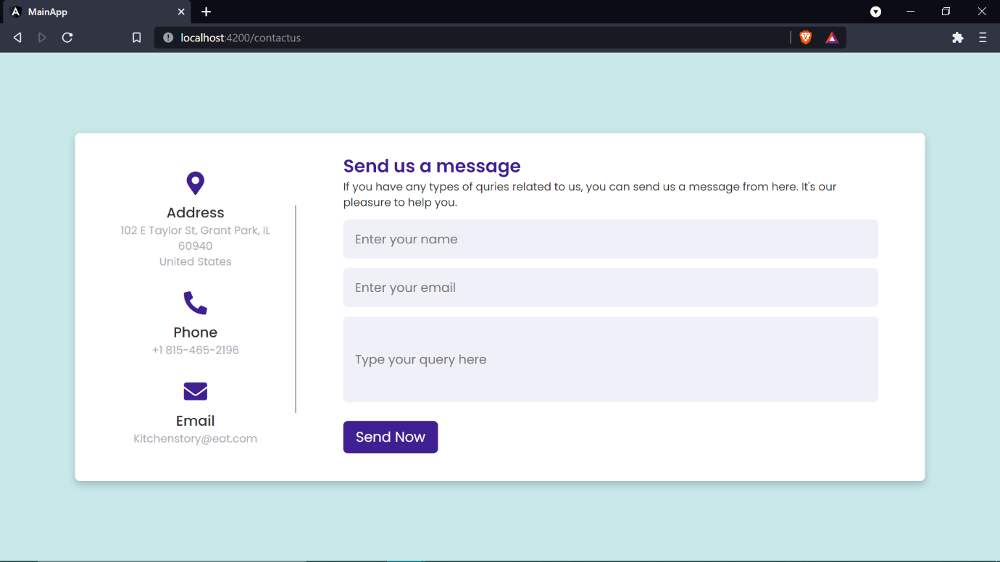 MainApp
localhost:4200/contactus
Address
102 E Taylor St, Grant Park, IL
60940
United States
Phone
+1 815-465-2196
Email
Kitchenstory@eat.com
Send us a message
If you have any types of quries related to us, you can send us a message from here. It's our
pleasure to help you.
Enter your name
Enter your email
Type your query here
Send Now